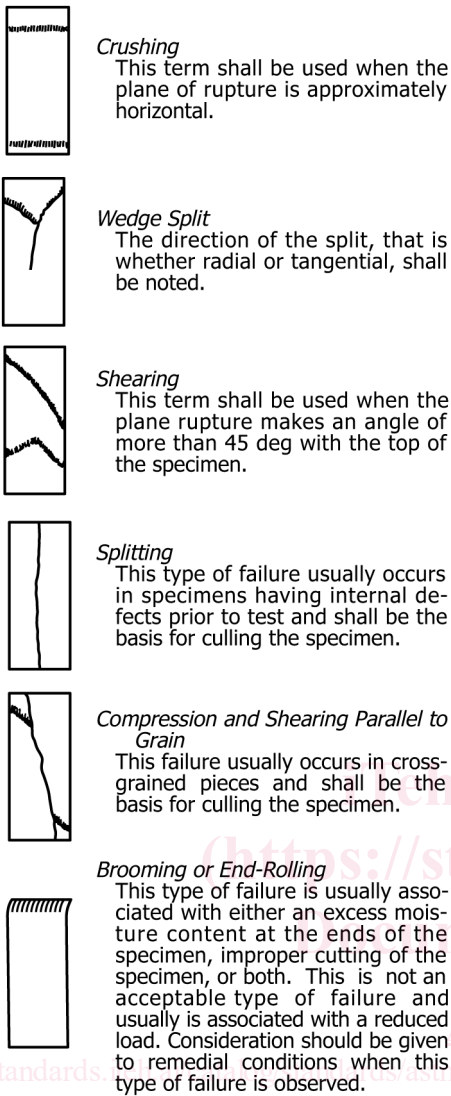 Crushing
This term shall be used when the
plane of rupture is approximately
horizontal.
Wedge Split
The direction of the split, that is
whether radial or tangential, shall
be noted.
Shearing
This term shall be used when the
plane rupture makes an angle of
more than 45 deg with the top of
the specimen.
Splitting
This type of failure usually occurs
in specimens having internal de-
fects prior to test and shall be the
basis for culling the specimen.
Compression and Shearing Parallel to
Grain
This failure usually occurs in cross-
grained pieces and shall be the
basis for culling the specimen.
Brooming or End-Rolling
This type of failure is usually asso-
ciated with either an excess mois-
ture content at the ends of the
specimen, improper cutting of the
specimen, or both. This is not an
acceptable type of failure and
usually is associated with a reduced
load. Consideration should be given
to remedial conditions when this
type of failure is observed.